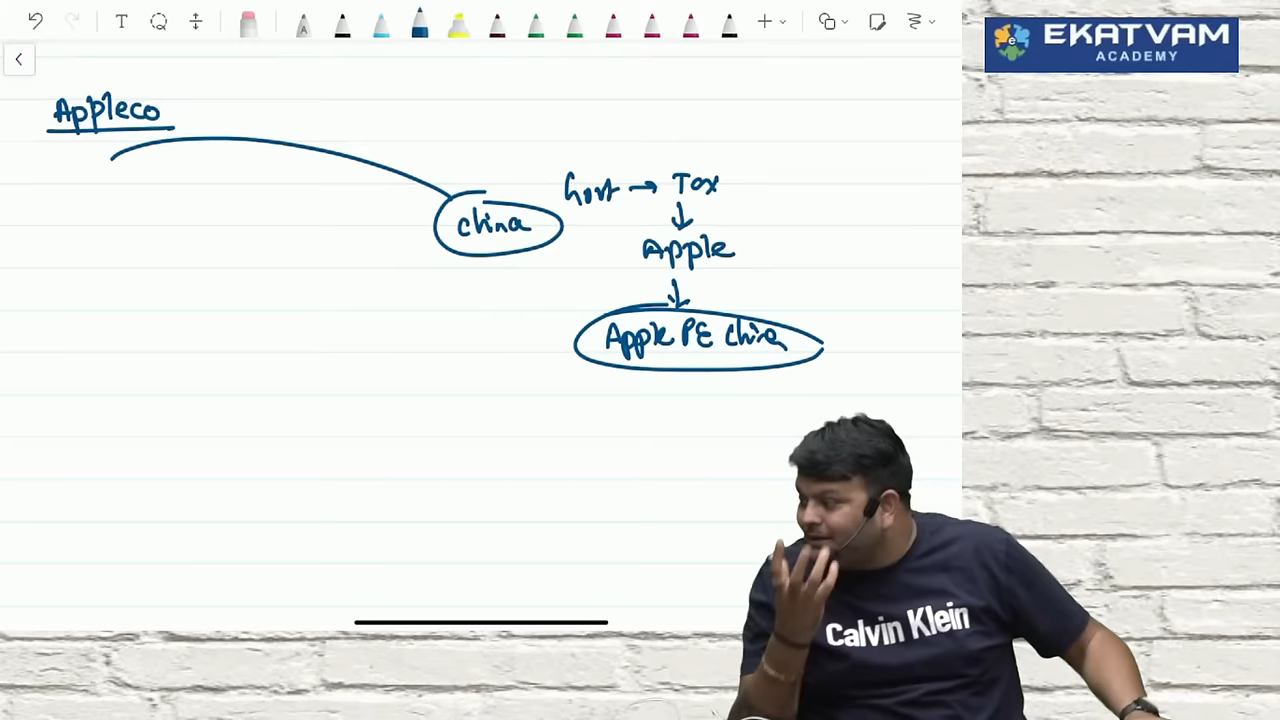 EKATVAM
ACADEMY
Appleco
china
Govt → Tax
↓
Apple
↓
Apple PE China
Calvin Klein